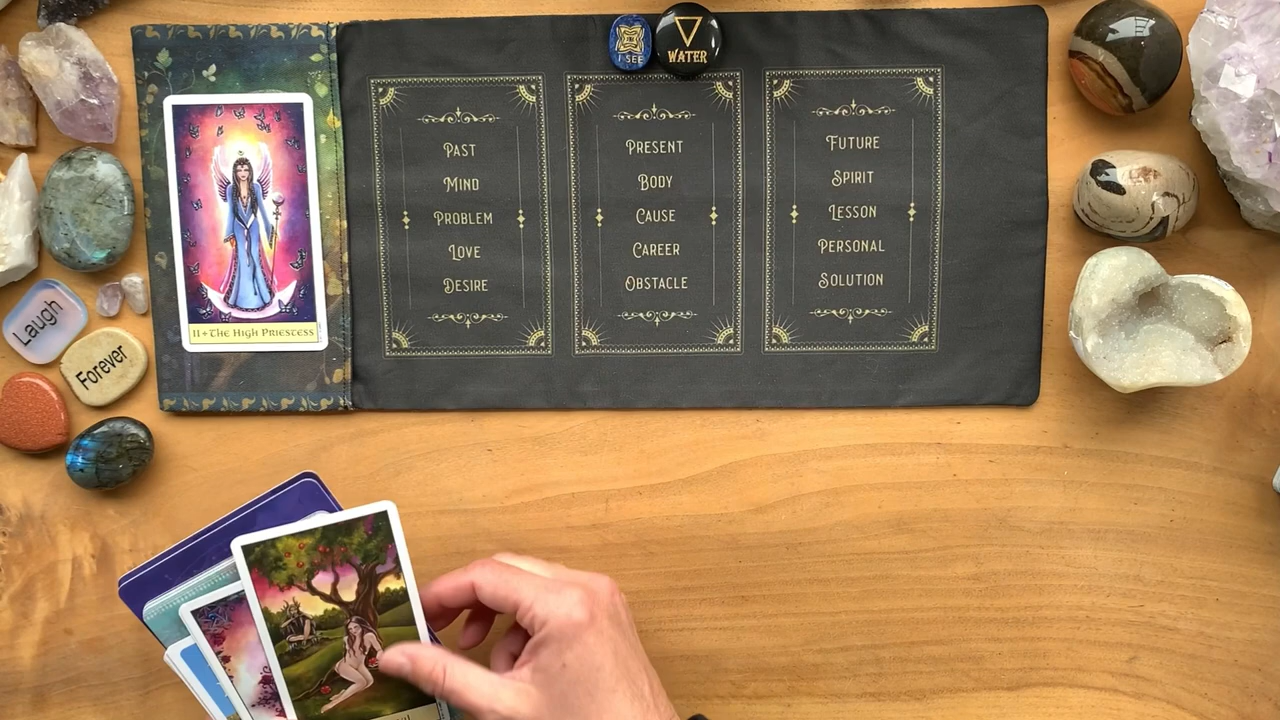 I SEE
WATER
PAST
MIND
PROBLEM
LOVE
DESIRE
PRESENT
BODY
CAUSE
CAREER
OBSTACLE
FUTURE
SPIRIT
LESSON
PERSONAL
SOLUTION
II THE HIGH PRIESTESS
Laugh
Forever